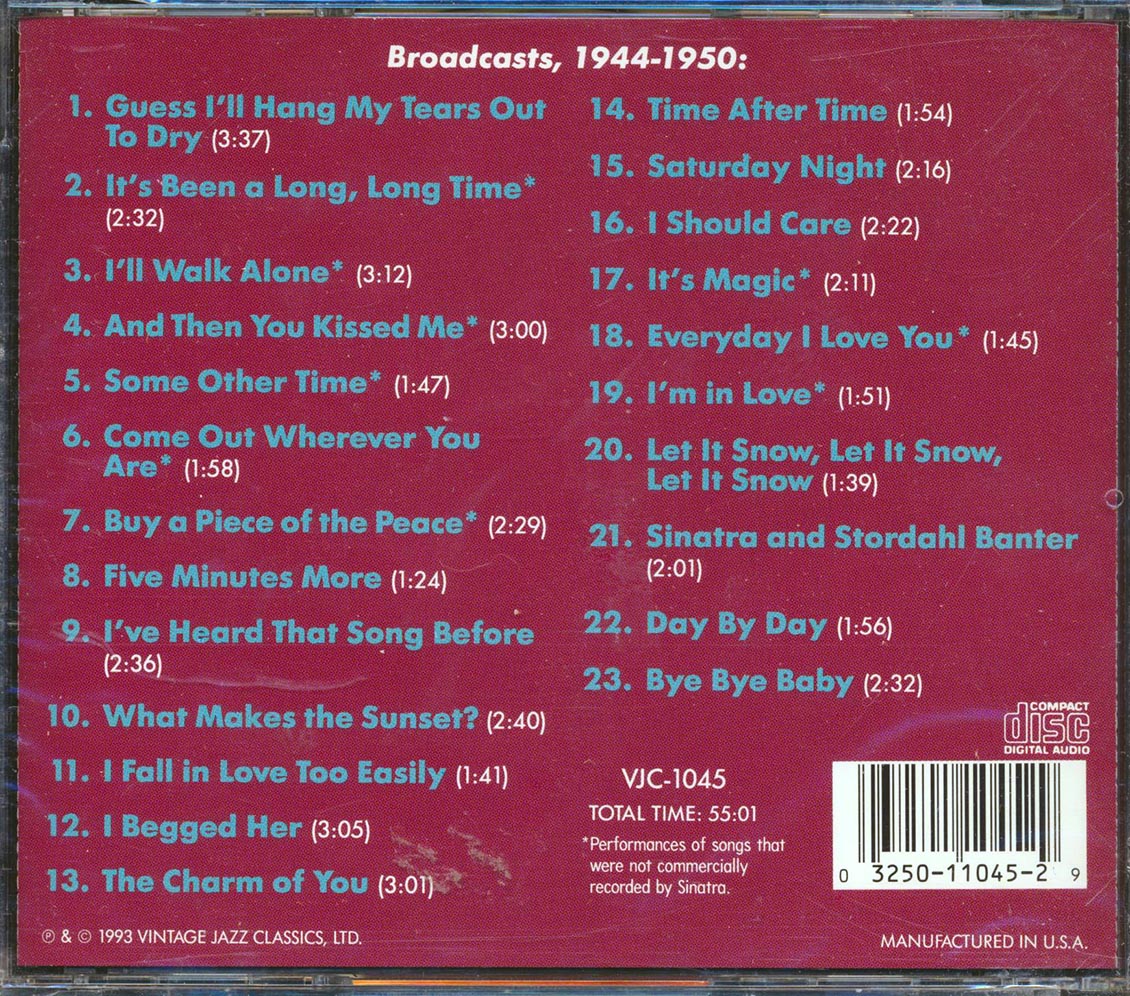 Broadcasts, 1944-1950:
1. Guess I'll Hang My Tears Out
To Dry (3:37)
2. It's Been a Long, Long Time*
(2:32)
3. I'll Walk Alone* (3:12)
4. And Then You Kissed Me* (3:00)
5. Some Other Time* (1:47)
6. Come Out Wherever You
Are* (1:58)
7. Buy a Piece of the Peace* (2:29)
8. Five Minutes More (1:24)
9. I've Heard That Song Before
(2:36)
10. What Makes the Sunset? (2:40)
11. I Fall in Love Too Easily (1:41)
12. I Begged Her (3:05)
13. The Charm of You (3:01)
14. Time After Time (1:54)
15. Saturday Night (2:16)
16. I Should Care (2:22)
17. It's Magic* (2:11)
18. Everyday I Love You* (1:45)
19. I'm in Love* (1:51)
20. Let It Snow, Let It Snow,
Let It Snow (1:39)
21. Sinatra and Stordahl Banter
(2:01)
22. Day By Day (1:56)
23. Bye Bye Baby (2:32)
COMPACT
disc
DIGITAL AUDIO
VJC-1045
TOTAL TIME: 55:01
*Performances of songs that
were not commercially
recorded by Sinatra.
0 3250-11045-2 9
℗ & © 1993 VINTAGE JAZZ CLASSICS, LTD.
MANUFACTURED IN U.S.A.